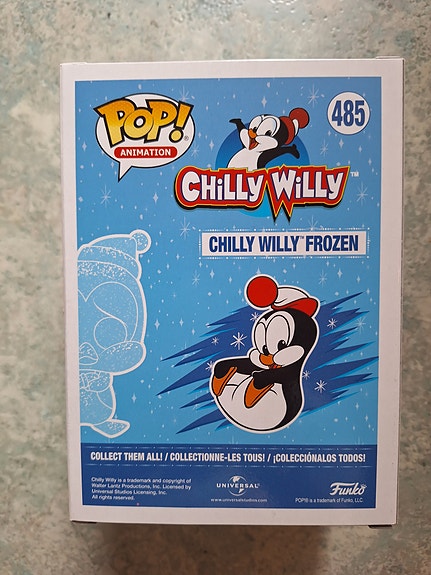 POP!
ANIMATION
485
CHILLY WILLY™
CHILLY WILLY™ FROZEN
COLLECT THEM ALL! / COLLECTIONNE-LES TOUS! / ¡COLECCIÓNALOS TODOS!
Chilly Willy is a trademark and copyright of
Walter Lantz Productions, Inc. Licensed by
Universal Studios Licensing, Inc.
All rights reserved.
UNIVERSAL
www.universalstudios.com
Funko
POP!® is a trademark of Funko, LLC.